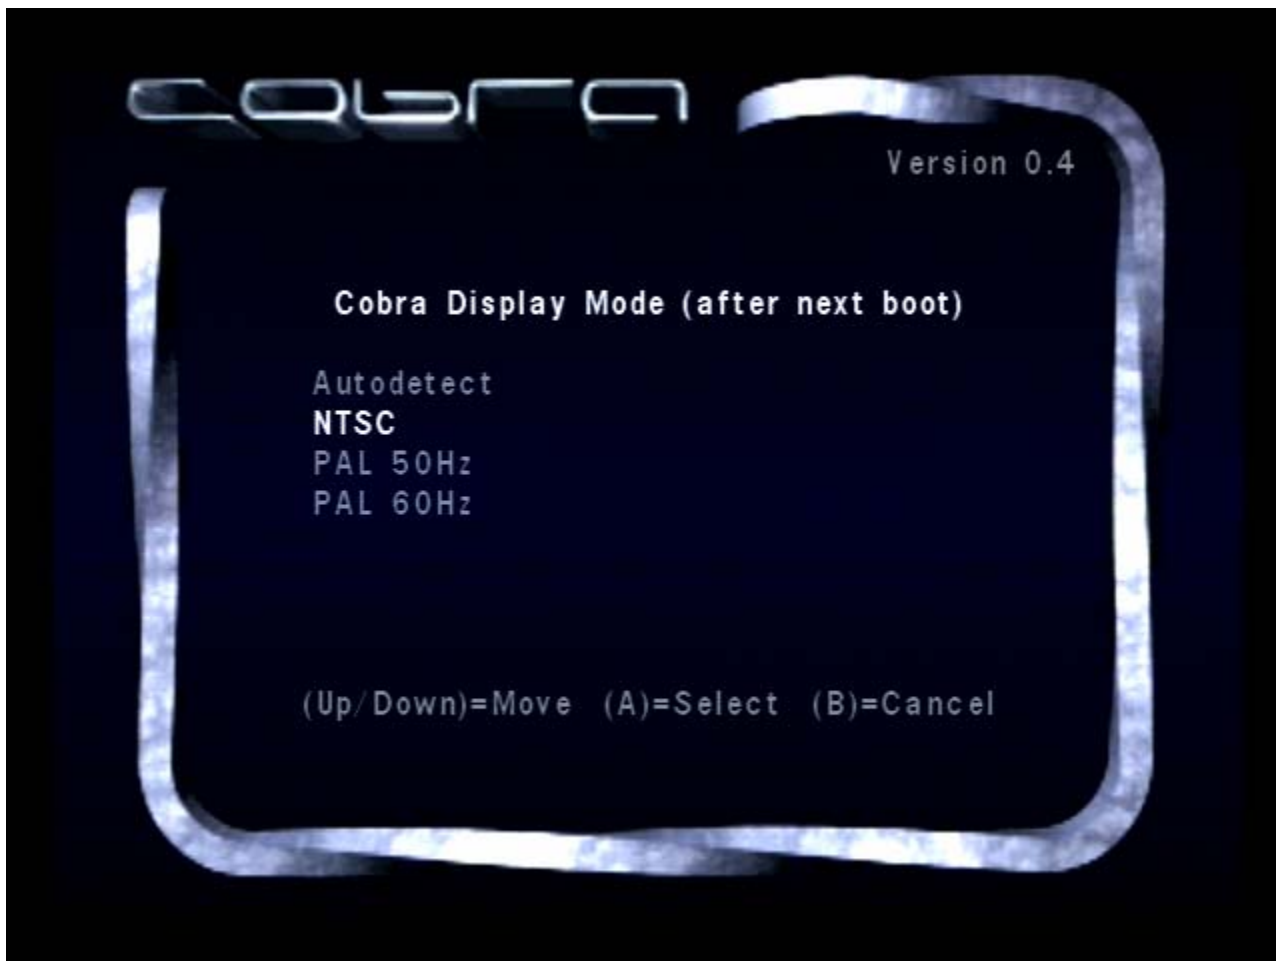 cobra
Version 0.4
Cobra Display Mode (after next boot)
Autodetect
NTSC
PAL 50Hz
PAL 60Hz
(Up/Down)=Move (A)=Select (B)=Cancel